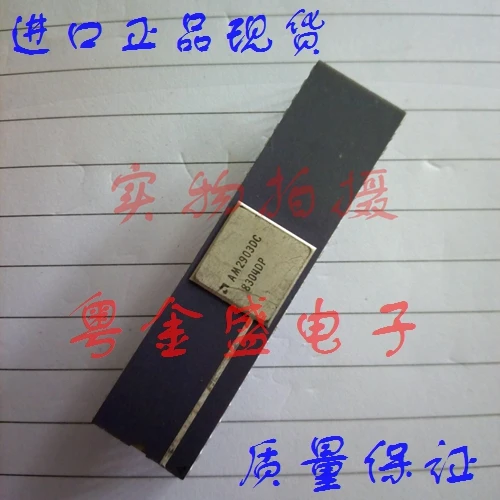 进口正品现货
实物拍摄
AM2903DC
8304DP
粤金盛电子
质量保证